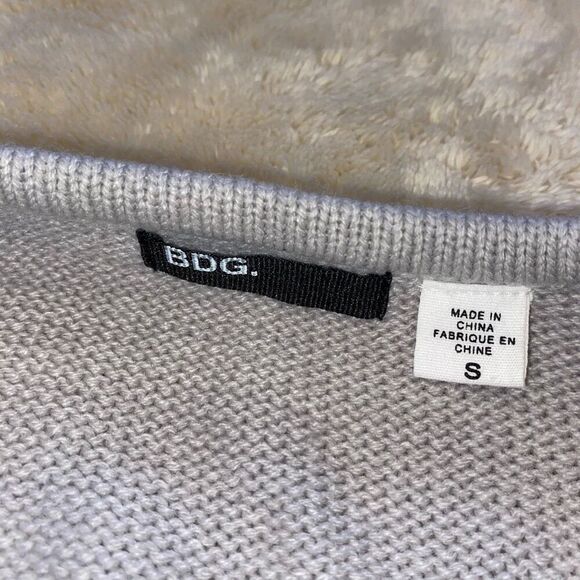 BDG.
MADE IN
CHINA
FABRIQUE EN
CHINE
S